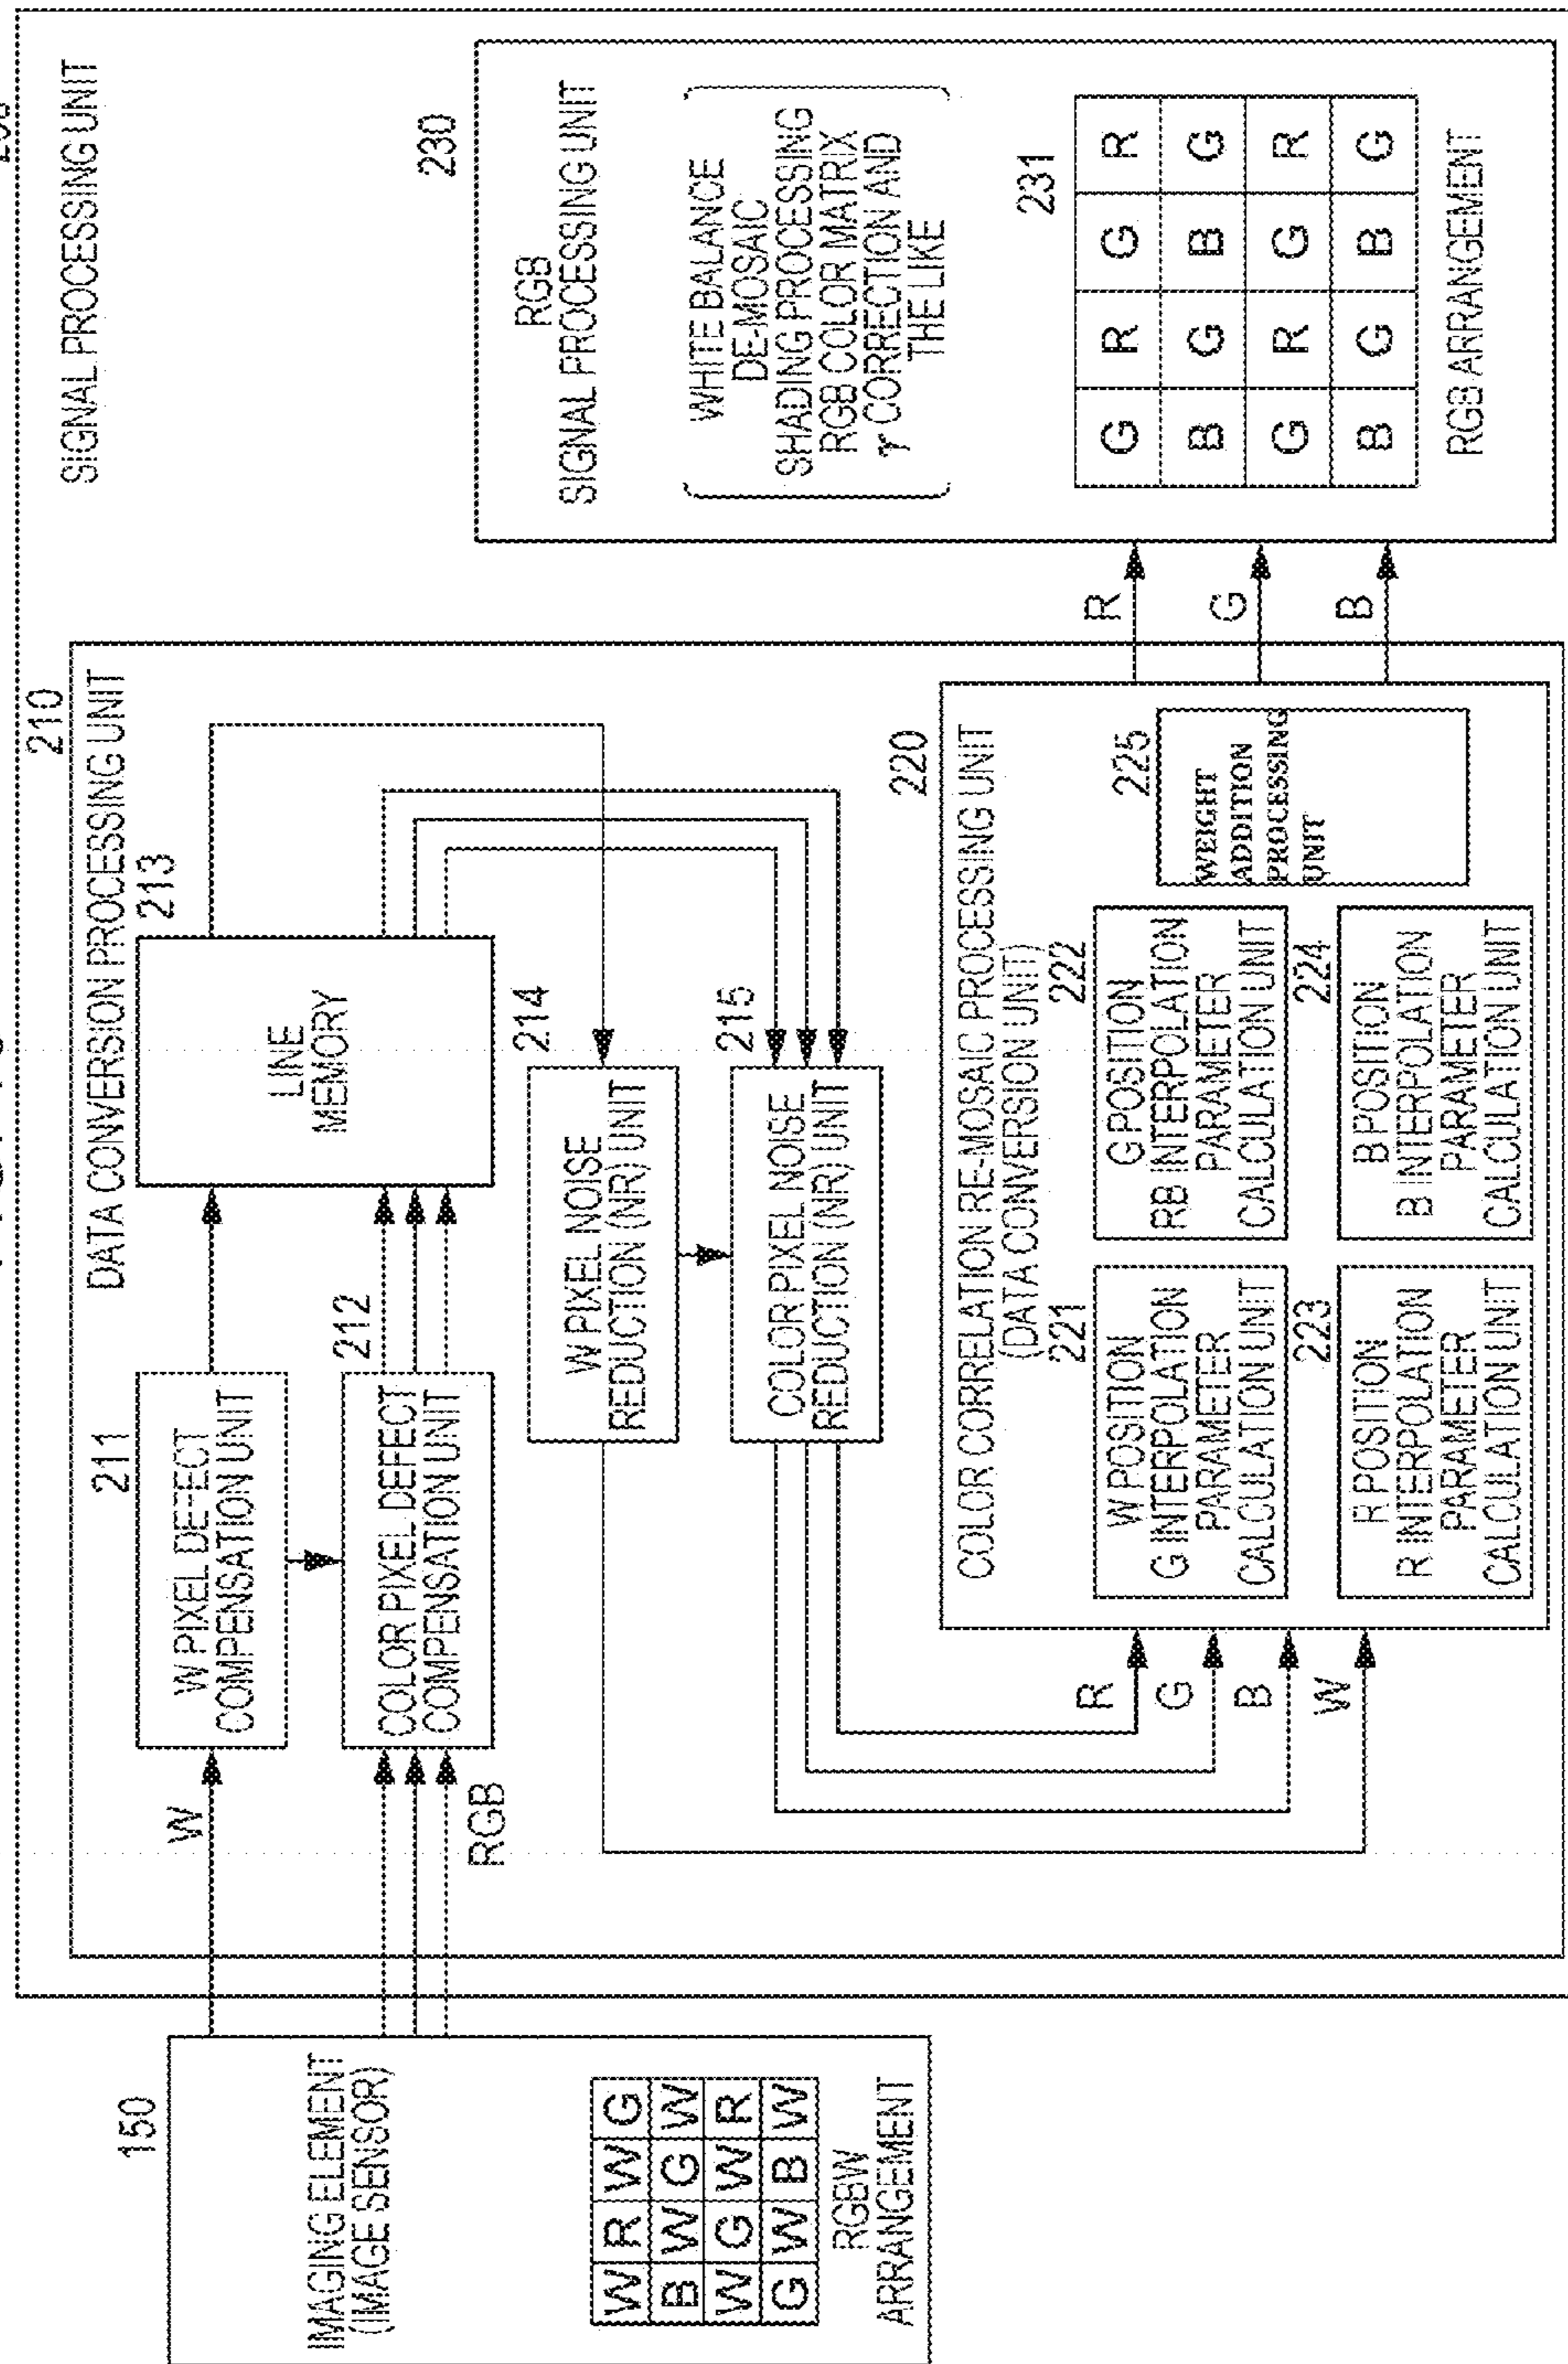 SIGNAL PROCESSING UNIT
210
DATA CONVERSION PROCESSING UNIT
150
IMAGING ELEMENT
(IMAGE SENSOR)
W R W G
B W G W
W G W R
G W B W
RGBW
ARRANGEMENT
W
RGB
211
W PIXEL DEFECT
COMPENSATION UNIT
212
COLOR PIXEL DEFECT
COMPENSATION UNIT
213
LINE
MEMORY
214
W PIXEL NOISE
REDUCTION (NR) UNIT
215
COLOR PIXEL NOISE
REDUCTION (NR) UNIT
R
G
B
W
220
COLOR CORRELATION RE-MOSAIC PROCESSING UNIT
(DATA CONVERSION UNIT)
221
W POSITION
G INTERPOLATION
PARAMETER
CALCULATION UNIT
222
G POSITION
RB INTERPOLATION
PARAMETER
CALCULATION UNIT
223
R POSITION
R INTERPOLATION
PARAMETER
CALCULATION UNIT
224
B POSITION
B INTERPOLATION
PARAMETER
CALCULATION UNIT
225
WEIGHT
ADDITION
PROCESSING
UNIT
R
G
B
230
RGB
SIGNAL PROCESSING UNIT
WHITE BALANCE
DE-MOSAIC
SHADING PROCESSING
RGB COLOR MATRIX
γ CORRECTION AND
THE LIKE
231
G R G R
B G B G
G R G R
B G B G
RGB ARRANGEMENT